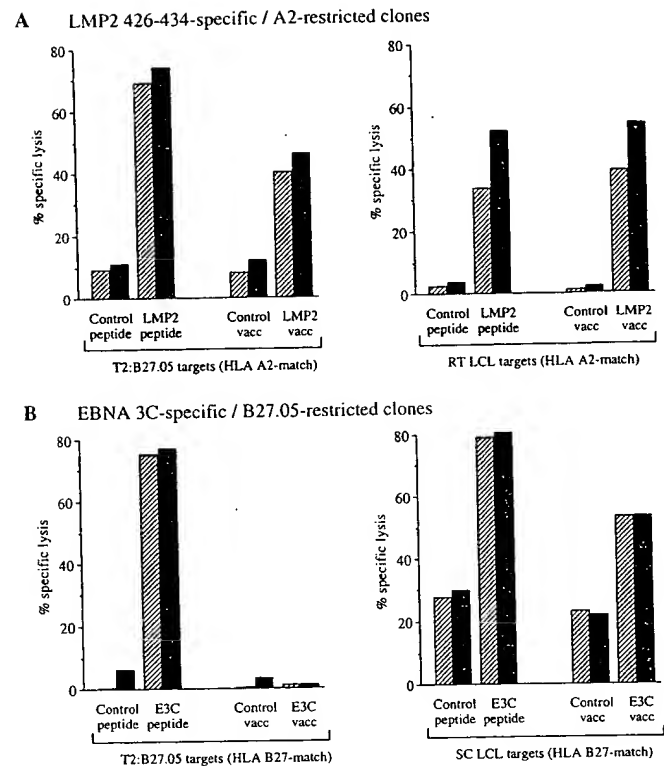 A LMP2 426-434-specific / A2-restricted clones
80
60
40
20
0
% specific lysis
Control peptide
LMP2 peptide
Control vacc
LMP2 vacc
T2:B27.05 targets (HLA A2-match)
80
60
40
20
0
% specific lysis
Control peptide
LMP2 peptide
Control vacc
LMP2 vacc
RT LCL targets (HLA A2-match)
B EBNA 3C-specific / B27.05-restricted clones
80
60
40
20
0
% specific lysis
Control peptide
E3C peptide
Control vacc
E3C vacc
T2:B27.05 targets (HLA B27-match)
80
60
40
20
0
% specific lysis
Control peptide
E3C peptide
Control vacc
E3C vacc
SC LCL targets (HLA B27-match)